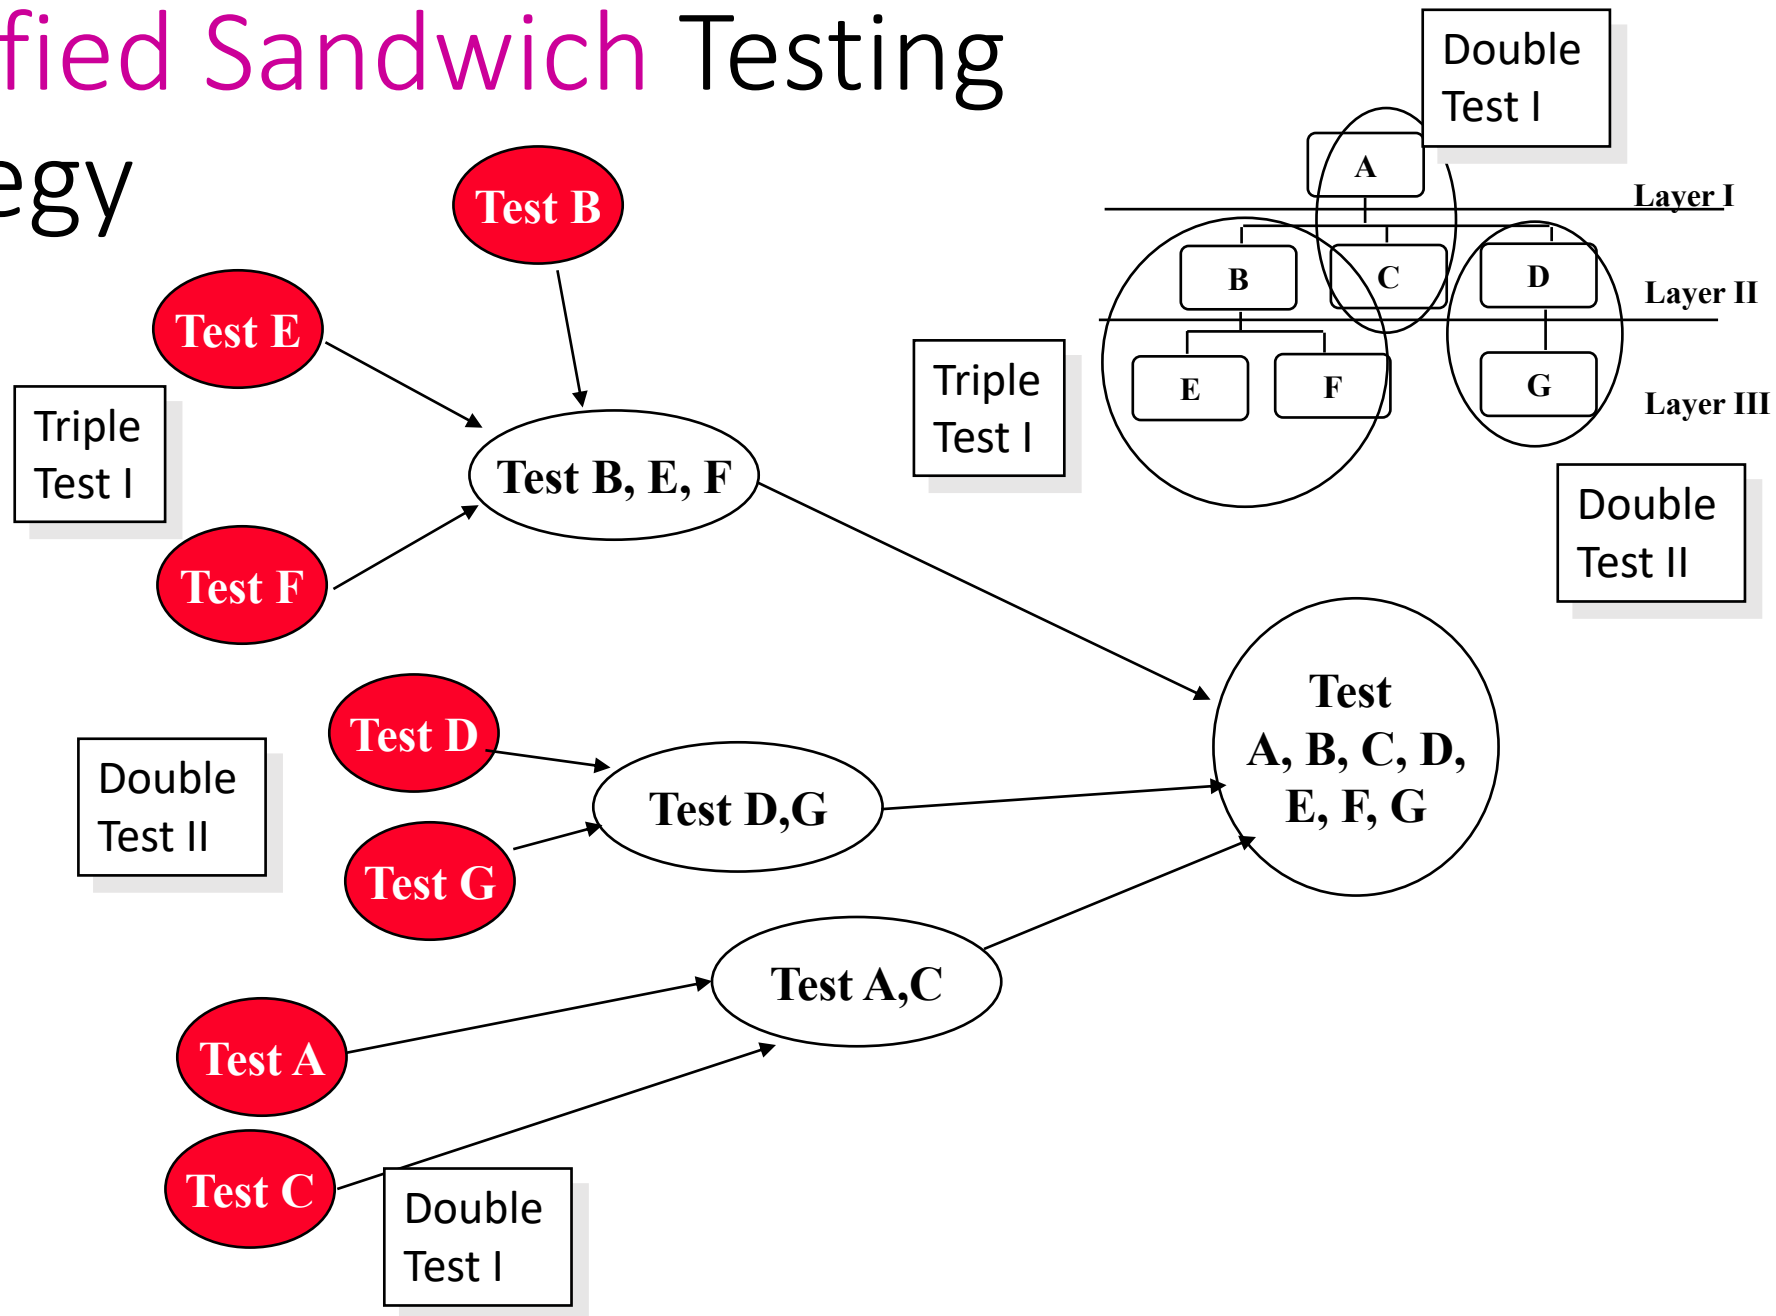 fied Sandwich Testing
egy
Double
Test I
A
Layer I
B
C
D
Layer II
E
F
G
Layer III
Triple
Test I
Double
Test II
Test B
Test E
Triple
Test I
Test B, E, F
Test F
Test D
Double
Test II
Test D,G
Test G
Test
A, B, C, D,
E, F, G
Test A,C
Test A
Test C
Double
Test I